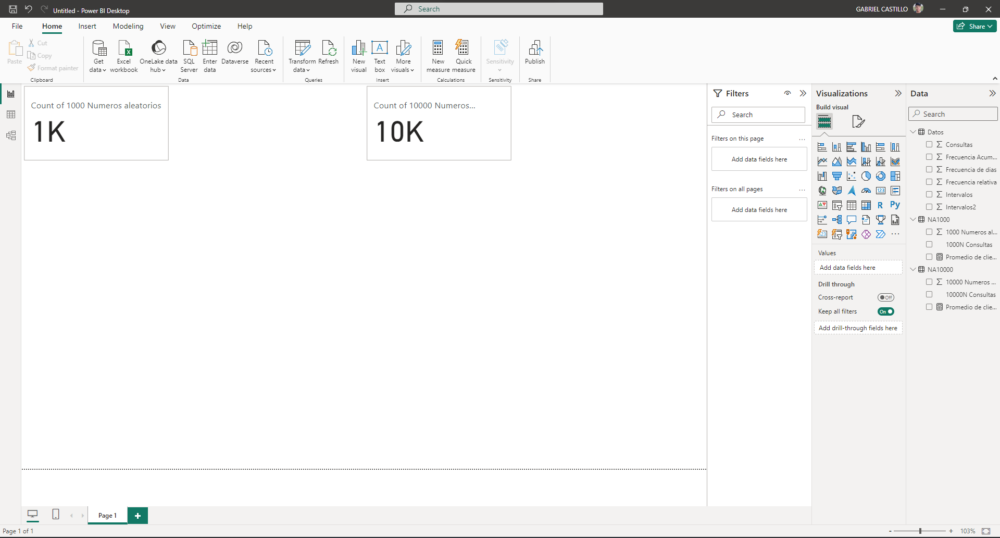 Untitled - Power BI Desktop
Search
GABRIEL CASTILLO
File
Home
Insert
Modeling
View
Optimize
Help
Share
Paste
Cut
Copy
Format painter
Clipboard
Get
data
Excel
workbook
OneLake data
hub
SQL
Server
Enter
data
Dataverse
Recent
sources
Data
Transform
data
Refresh
Queries
New
visual
Text
box
More
visuals
Insert
New
measure
Quick
measure
Calculations
Sensitivity
Sensitivity
Publish
Share
Count of 1000 Numeros aleatorios
1K
Count of 10000 Numeros...
10K
Filters
Search
Filters on this page
...
Add data fields here
Filters on all pages
...
Add data fields here
Visualizations
Build visual
123
R
Py
123
...
Values
Add data fields here
Drill through
Cross-report
Off
Keep all filters
On
Add drill-through fields here
Data
Search
Datos
Consultas
Frecuencia Acum...
Frecuencia de dias
Frecuencia relativa
Intervalos
Intervalos2
NA1000
1000 Numeros al...
1000N Consultas
Promedio de clie...
NA10000
10000 Numeros ...
10000N Consultas
Promedio de clie...
Page 1
+
Page 1 of 1
- + 103%